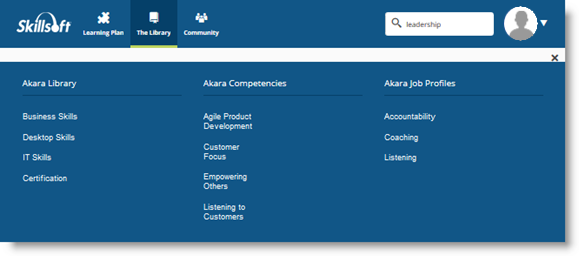 Skillsoft
Learning Plan
The Library
Community
leadership
Akara Library
Business Skills
Desktop Skills
IT Skills
Certification
Akara Competencies
Agile Product
Development
Customer
Focus
Empowering
Others
Listening to
Customers
Akara Job Profiles
Accountability
Coaching
Listening